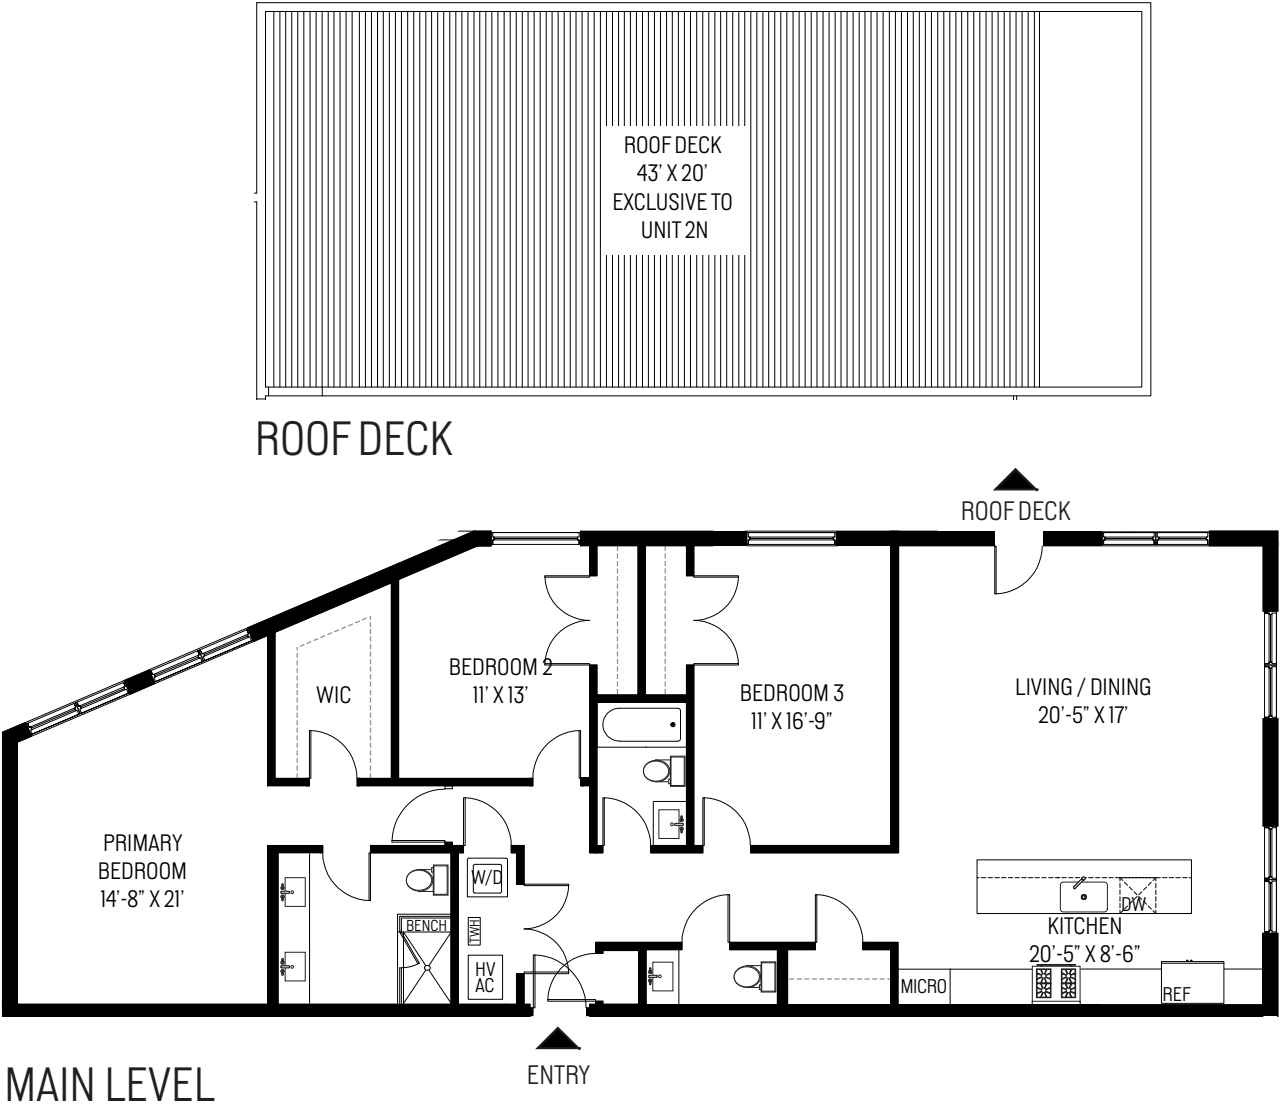 ROOF DECK
43' X 20'
EXCLUSIVE TO
UNIT 2N
ROOF DECK
ROOF DECK
BEDROOM 2
11' X 13'
WIC
BEDROOM 3
11' X 16'-9"
LIVING / DINING
20'-5" X 17'
PRIMARY
BEDROOM
14'-8" X 21'
W/D
TWH
BENCH
HV
AC
DW
KITCHEN
20'-5" X 8'-6"
MICRO
REF
ENTRY
MAIN LEVEL